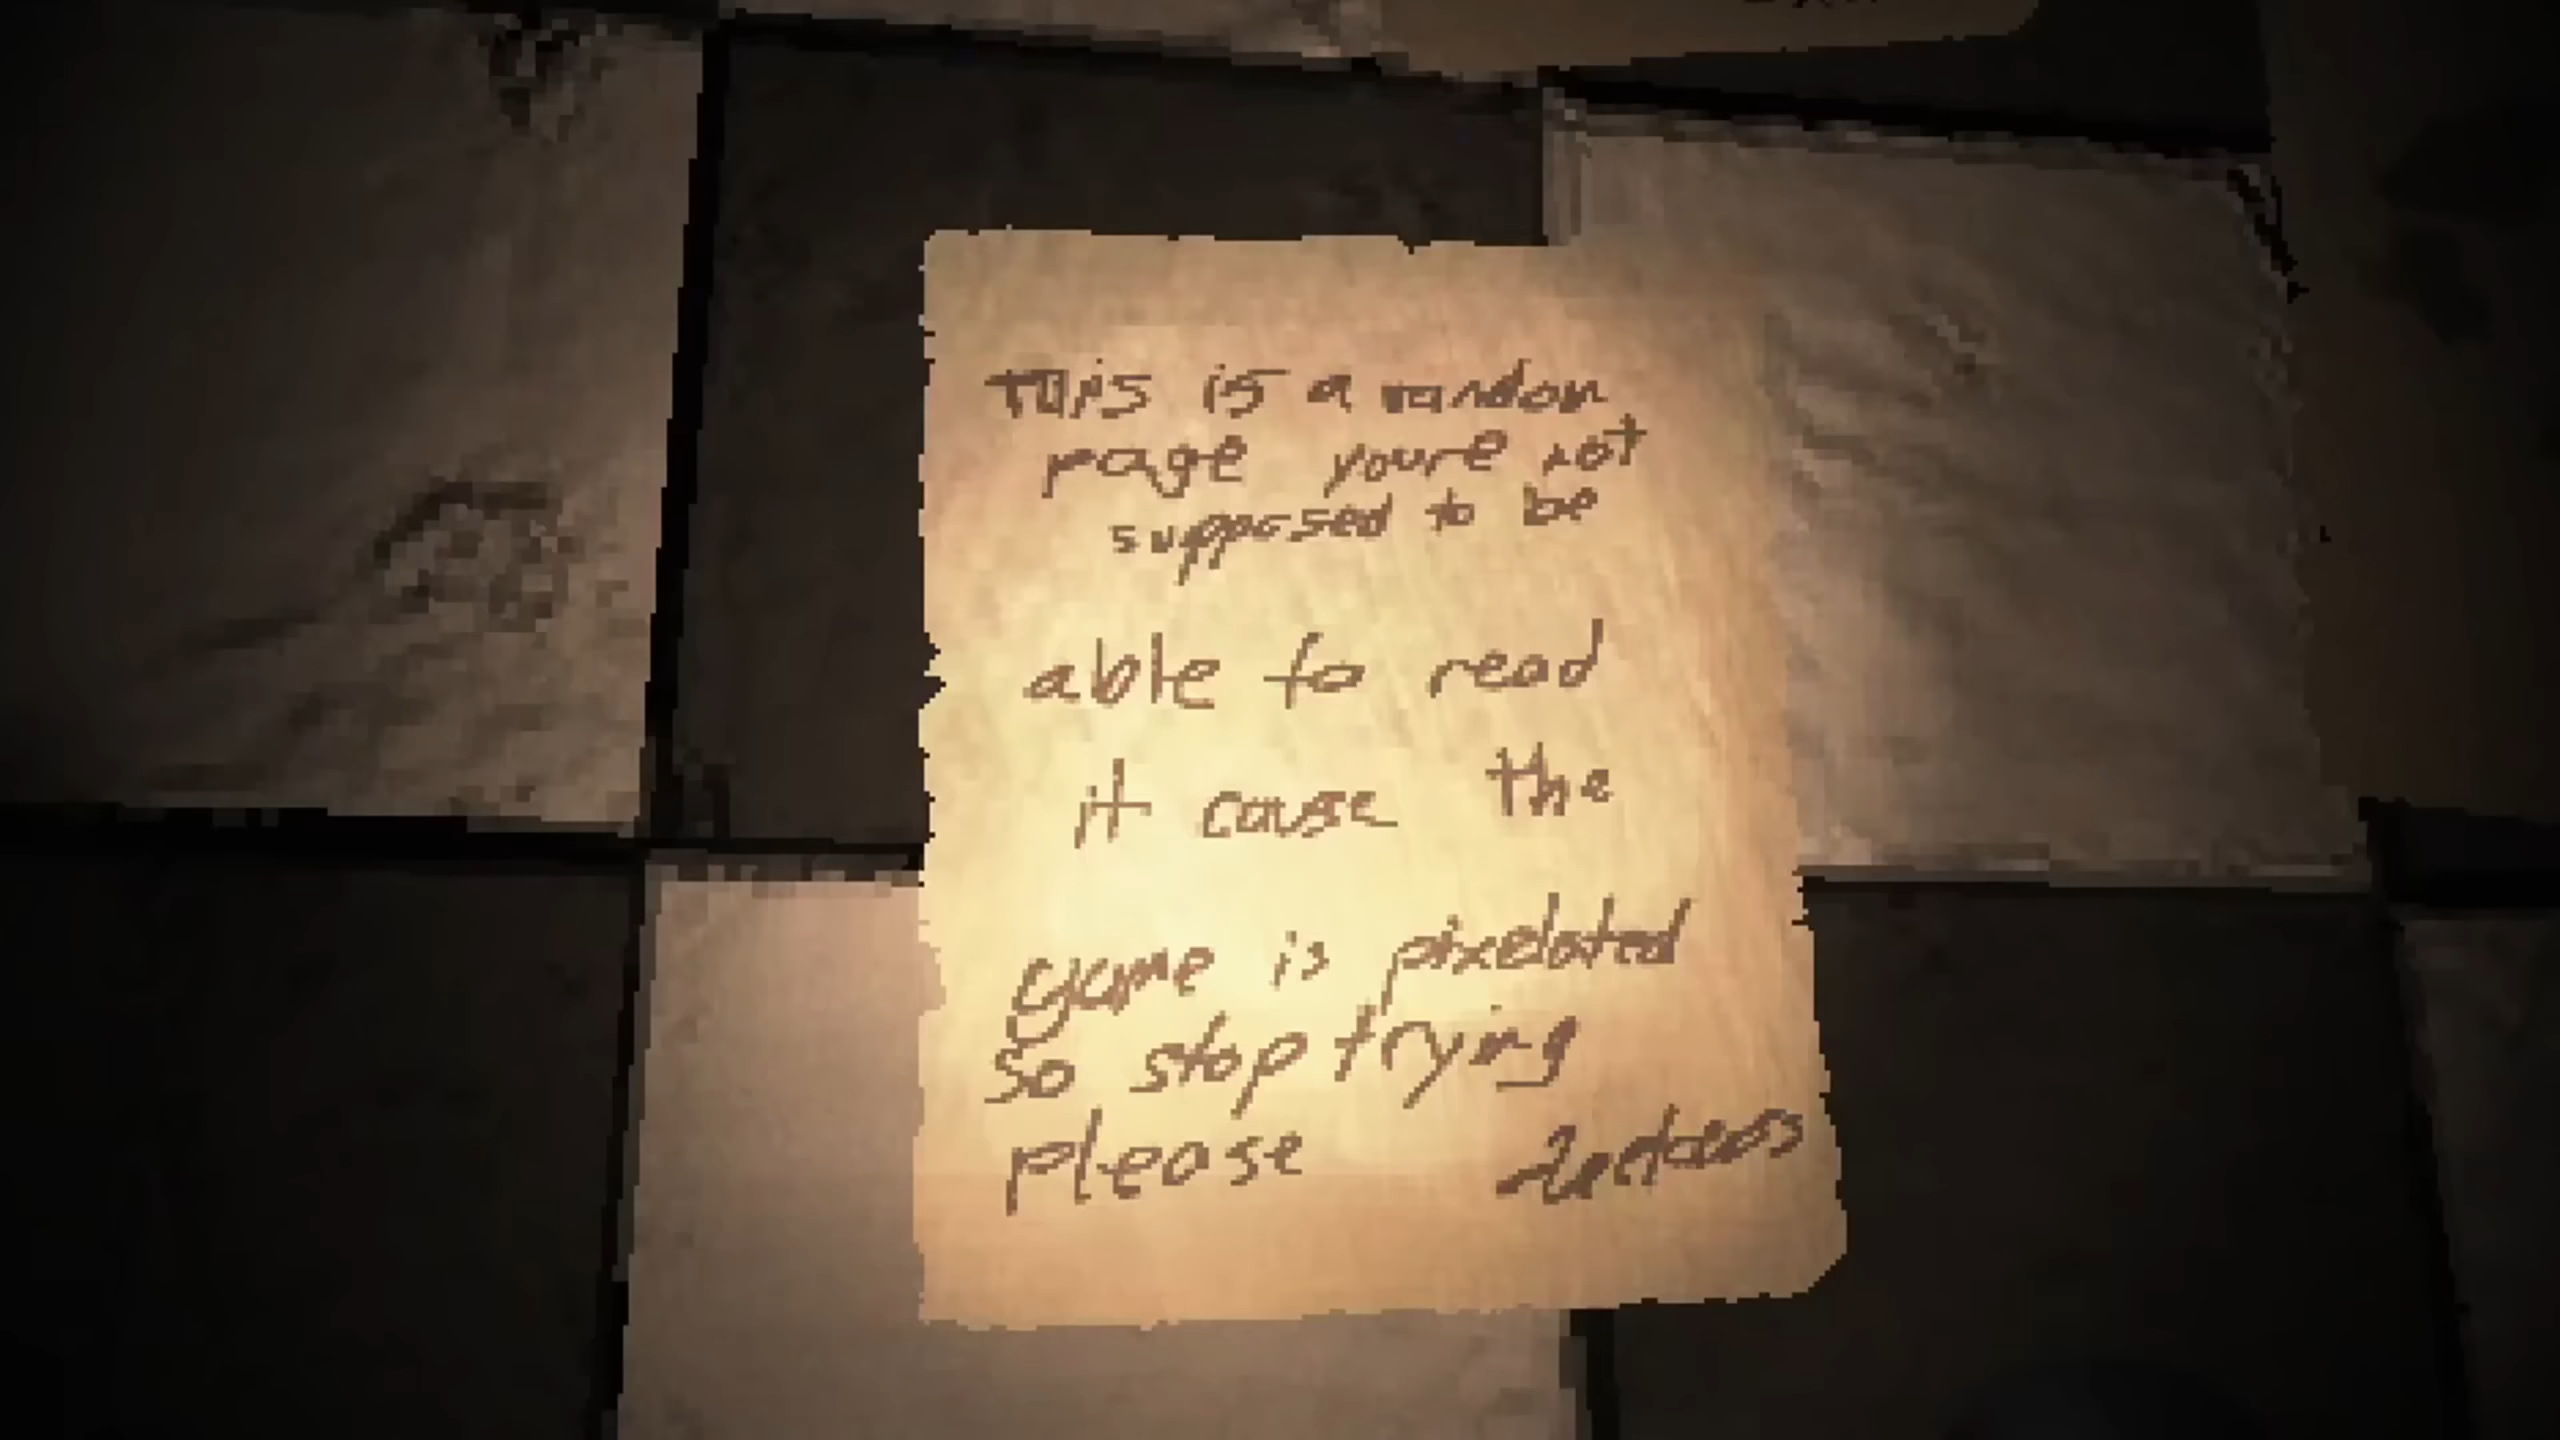 This is a random
page youre not
supposed to be
able to read
it cause the
game is pixelated
So stop trying
please